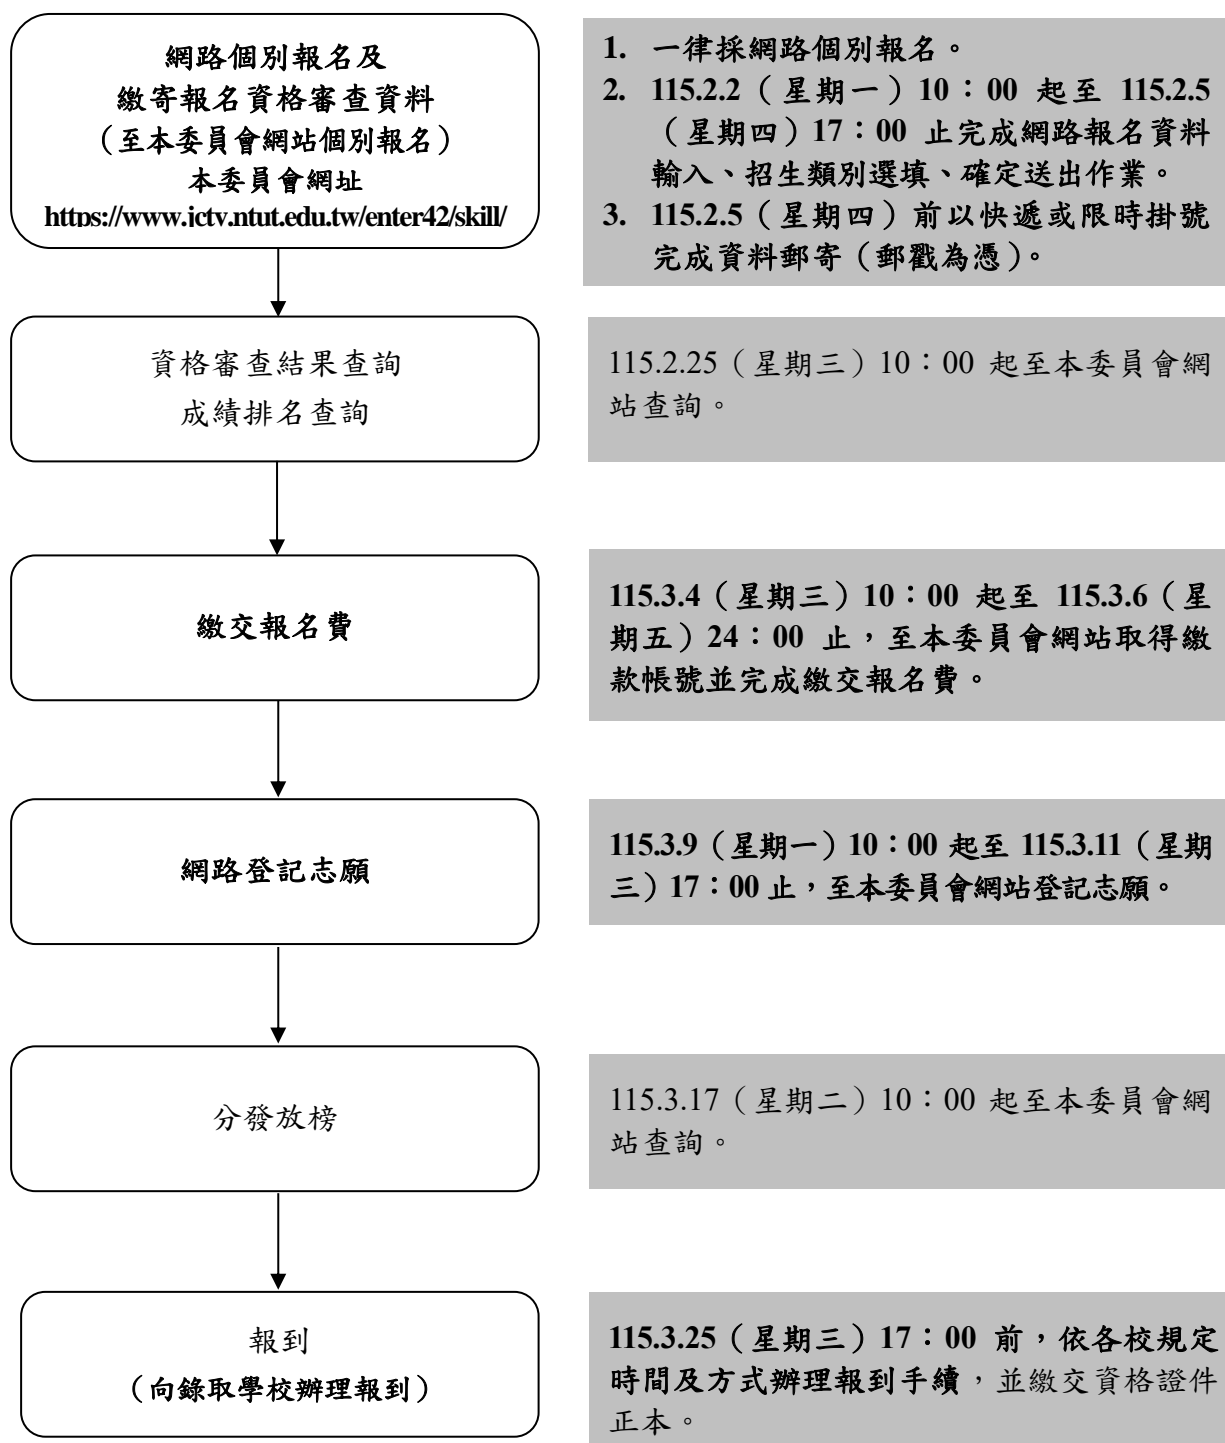 網路個別報名及
繳寄報名資格審查資料
（至本委員會網站個別報名）
本委員會網址
https://www.jctv.ntut.edu.tw/enter42/skill/
1. 一律採網路個別報名。
2. 115.2.2（星期一）10：00 起至 115.2.5
（星期四）17：00 止完成網路報名資料
輸入、招生類別選填、確定送出作業。
3. 115.2.5（星期四）前以快遞或限時掛號
完成資料郵寄（郵戳為憑）。
資格審查結果查詢
成績排名查詢
115.2.25（星期三）10：00 起至本委員會網
站查詢。
繳交報名費
115.3.4（星期三）10：00 起至 115.3.6（星
期五）24：00 止，至本委員會網站取得繳
款帳號並完成繳交報名費。
網路登記志願
115.3.9（星期一）10：00 起至 115.3.11（星期
三）17：00 止，至本委員會網站登記志願。
分發放榜
115.3.17（星期二）10：00 起至本委員會網
站查詢。
報到
（向錄取學校辦理報到）
115.3.25（星期三）17：00 前，依各校規定
時間及方式辦理報到手續，並繳交資格證件
正本。